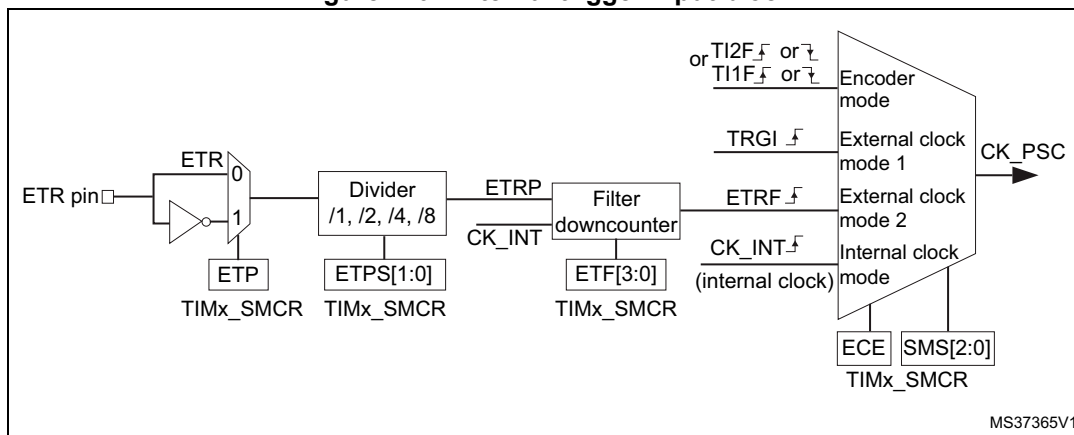 or TI2F or
TI1F or
Encoder
mode
TRGI
External clock
mode 1
CK_PSC
ETR
0
ETR pin
1
Divider
/1, /2, /4, /8
ETRP
CK_INT
Filter
downcounter
ETRF
External clock
mode 2
CK_INT
(internal clock)
Internal clock
mode
ETP
TIMx_SMCR
ETPS[1:0]
TIMx_SMCR
ETF[3:0]
TIMx_SMCR
ECE
SMS[2:0]
TIMx_SMCR
MS37365V1